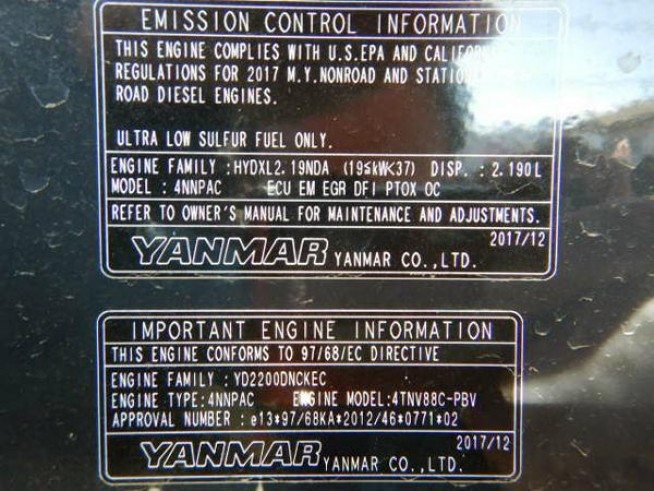 EMISSION CONTROL INFORMATION
THIS ENGINE COMPLIES WITH U.S.EPA AND
REGULATIONS FOR 2017 M.Y.NONROAD AND
ROAD DIESEL ENGINES.
ULTRA LOW SULFUR FUEL ONLY.
ENGINE FAMILY :HYDXL2.19NDA (19≤kW<37) DISP. : 2.190L
MODEL : 4NNPAC ECU EM EGR DFI PTOX OC
REFER TO OWNER'S MANUAL FOR MAINTENANCE AND ADJUSTMENTS.
2017/12
YANMAR YANMAR CO.,LTD.
IMPORTANT ENGINE INFORMATION
THIS ENGINE CONFORMS TO 97/68/EC DIRECTIVE
ENGINE FAMILY : YD2200DNCKEC
ENGINE TYPE:4NNPAC ENGINE MODEL:4TNV88C-PBV
APPROVAL NUMBER : e13*97/68KA*2012/46*0771*02
2017/12
YANMAR YANMAR CO.,LTD.